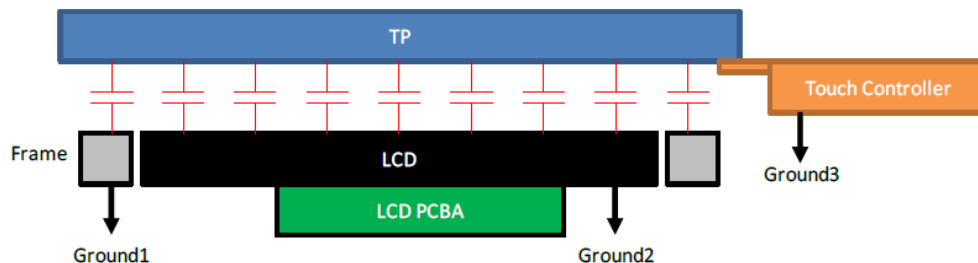 TP
Touch Controller
Frame
LCD
Ground3
LCD PCBA
Ground1
Ground2